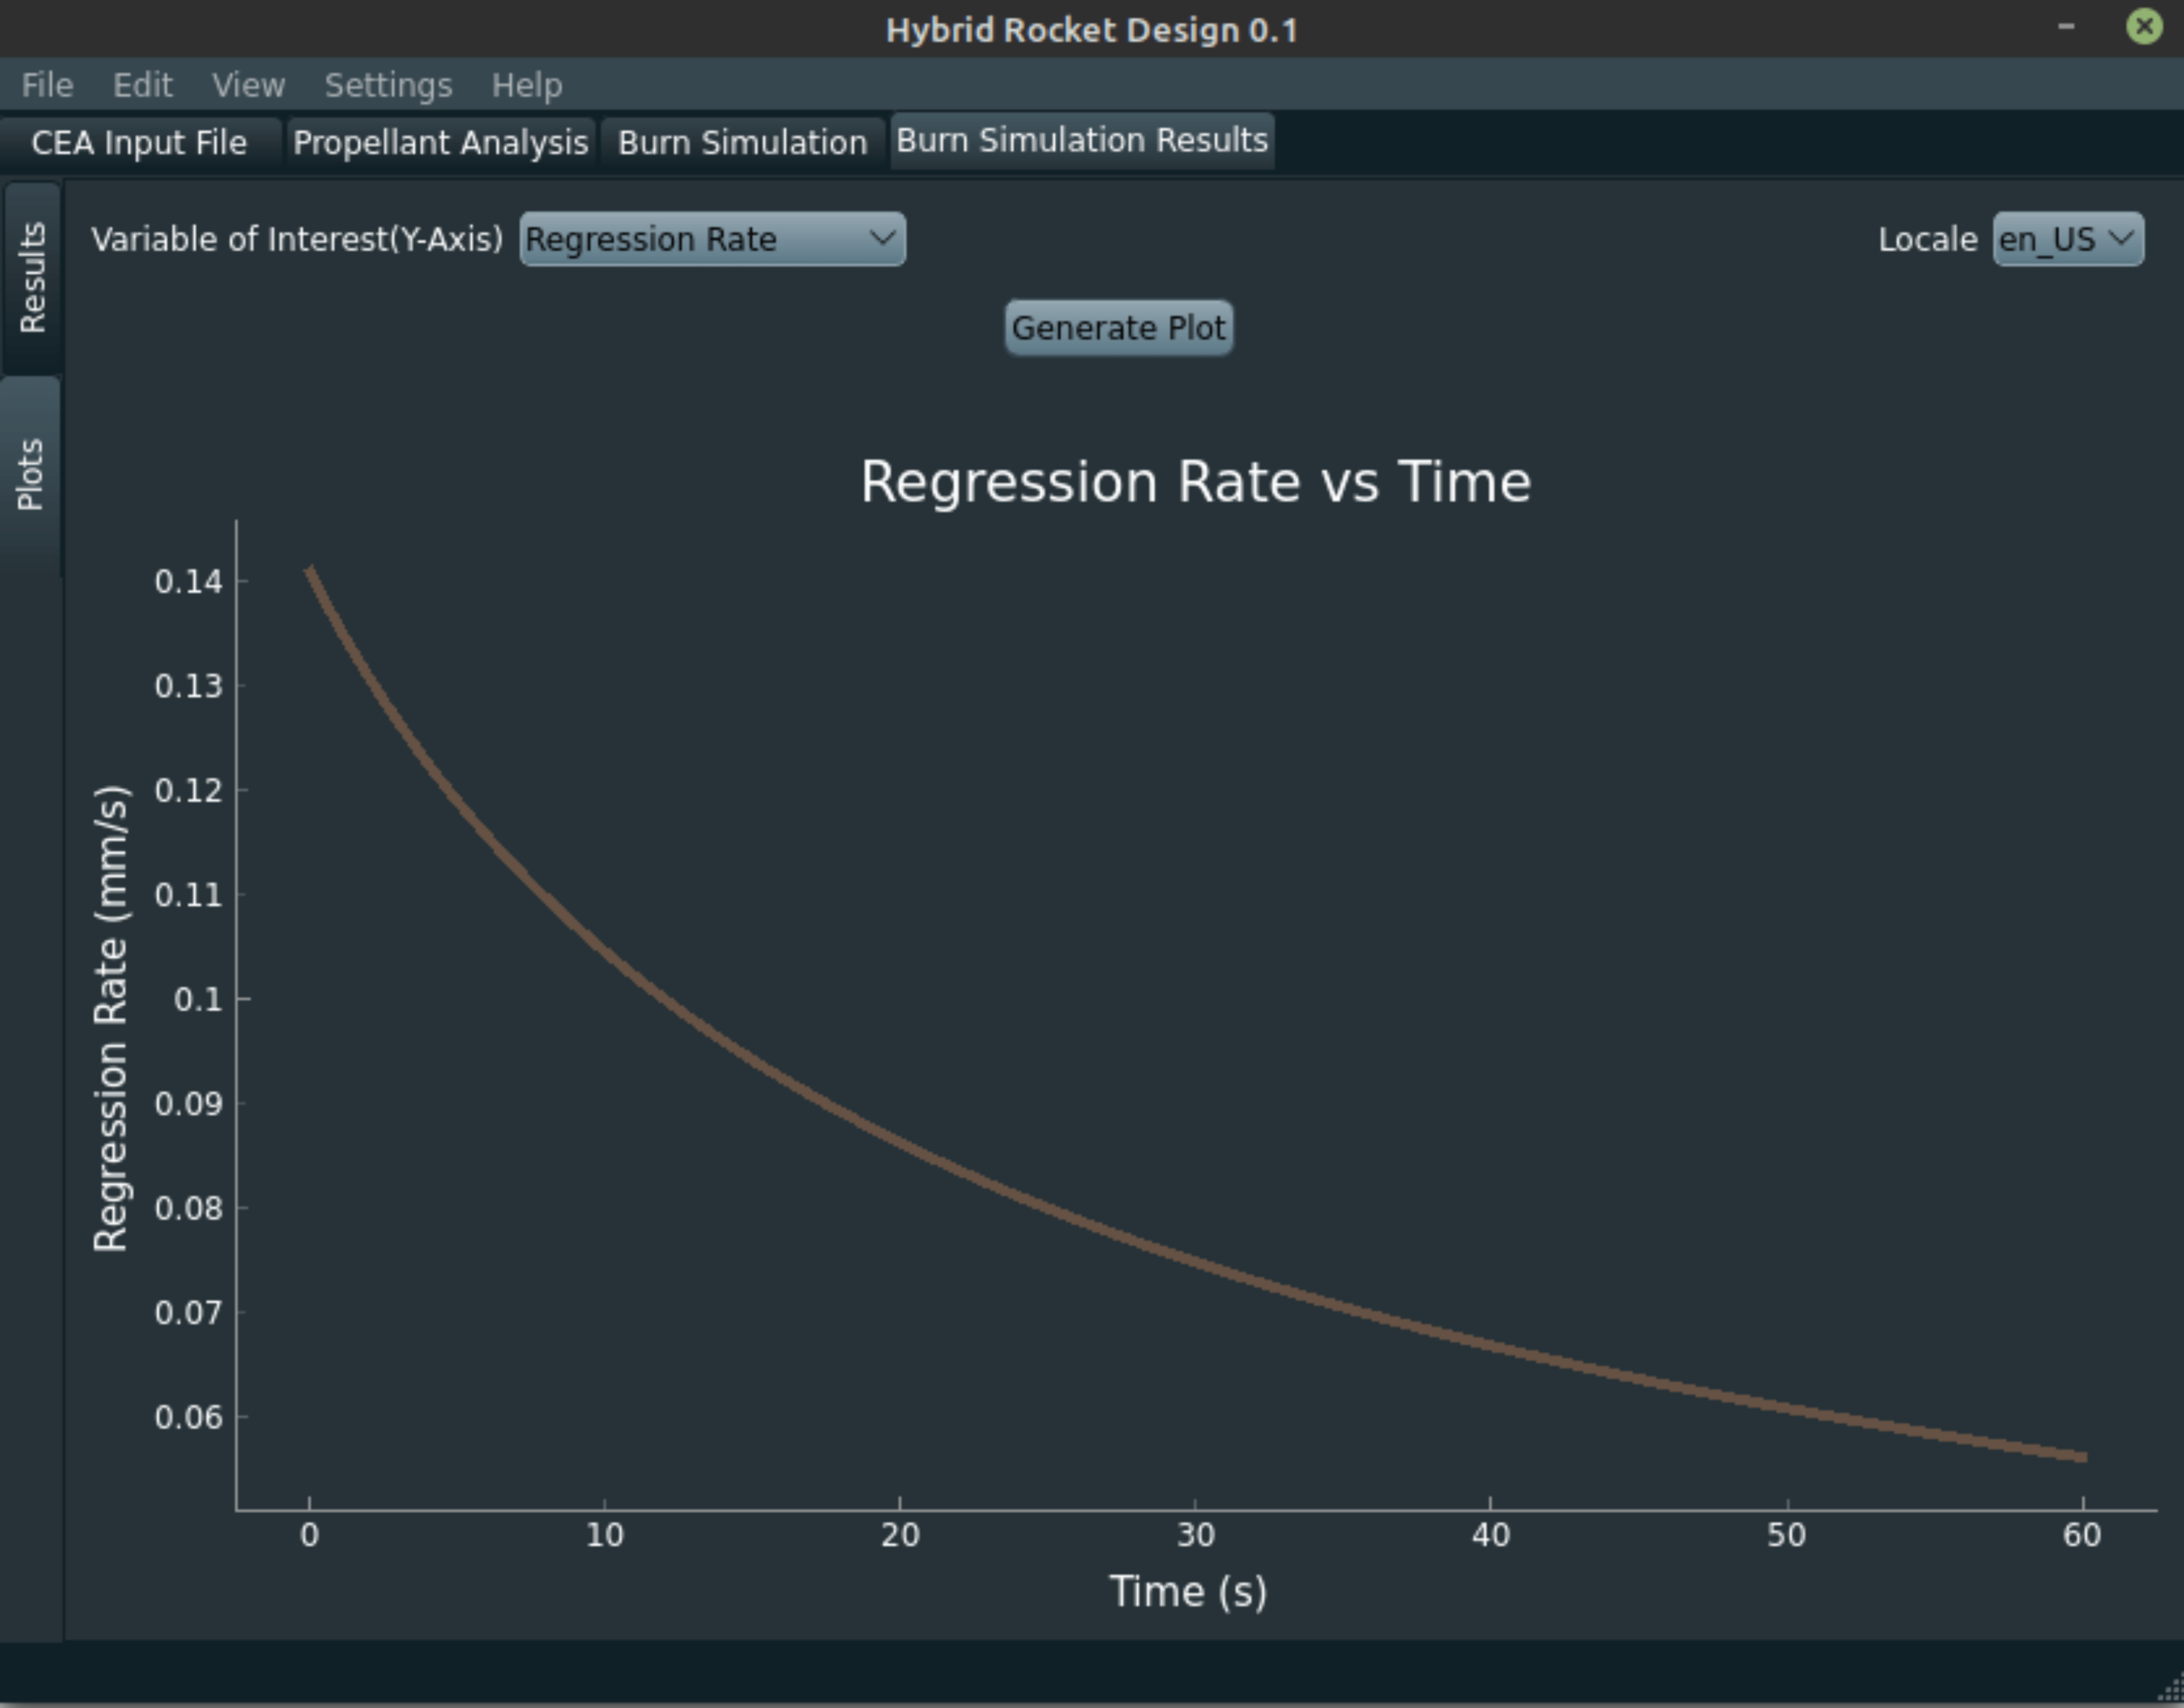 Hybrid Rocket Design 0.1
File Edit View Settings Help
CEA Input File Propellant Analysis Burn Simulation Burn Simulation Results
Results
Plots
Variable of Interest(Y-Axis) Regression Rate Locale en_US
Generate Plot
Regression Rate vs Time
Regression Rate (mm/s)
0.14
0.13
0.12
0.11
0.1
0.09
0.08
0.07
0.06
0 10 20 30 40 50 60
Time (s)